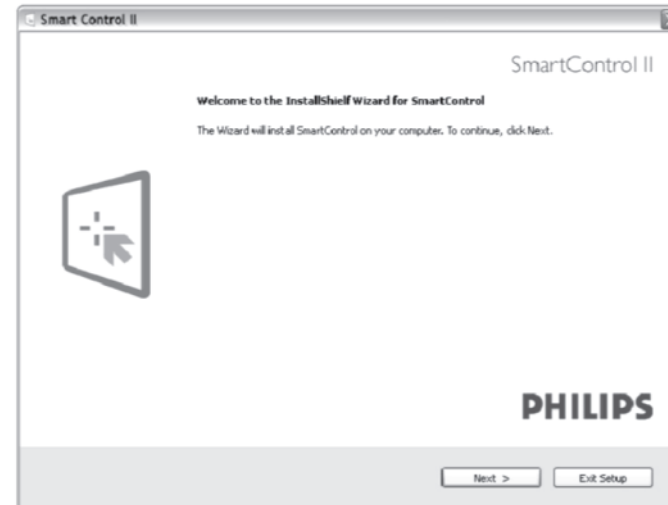 Smart Control II
SmartControl II
Welcome to the InstallShielf Wizard for SmartControl
The Wizard will install SmartControl on your computer. To continue, click Next.
PHILIPS
Next >
Exit Setup